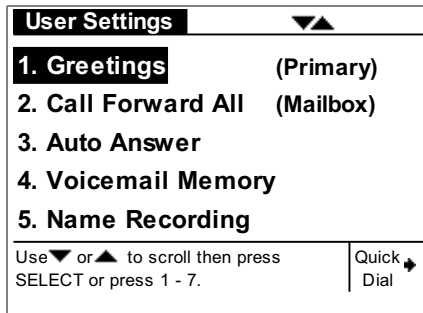 User Settings ▼▲
1. Greetings (Primary)
2. Call Forward All (Mailbox)
3. Auto Answer
4. Voicemail Memory
5. Name Recording
Use▼ or▲ to scroll then press
SELECT or press 1 - 7.
Quick
Dial